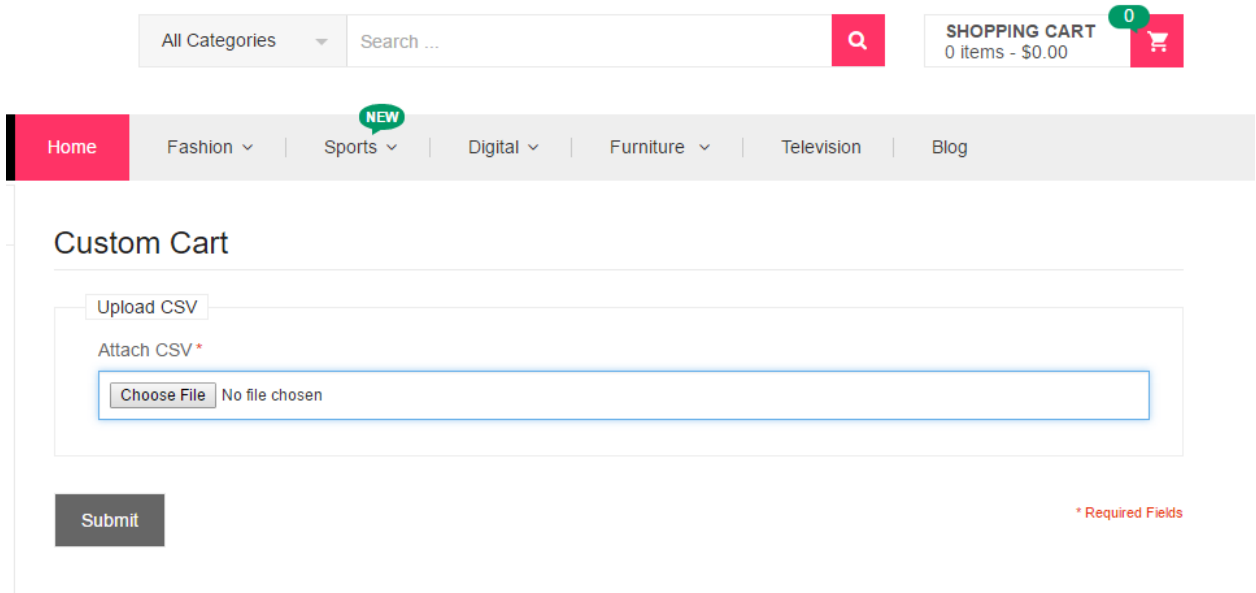 All Categories
Search ...
SHOPPING CART
0 items - $0.00
0
NEW
Home
Fashion
Sports
Digital
Furniture
Television
Blog
Custom Cart
Upload CSV
Attach CSV *
Choose File No file chosen
Submit
* Required Fields